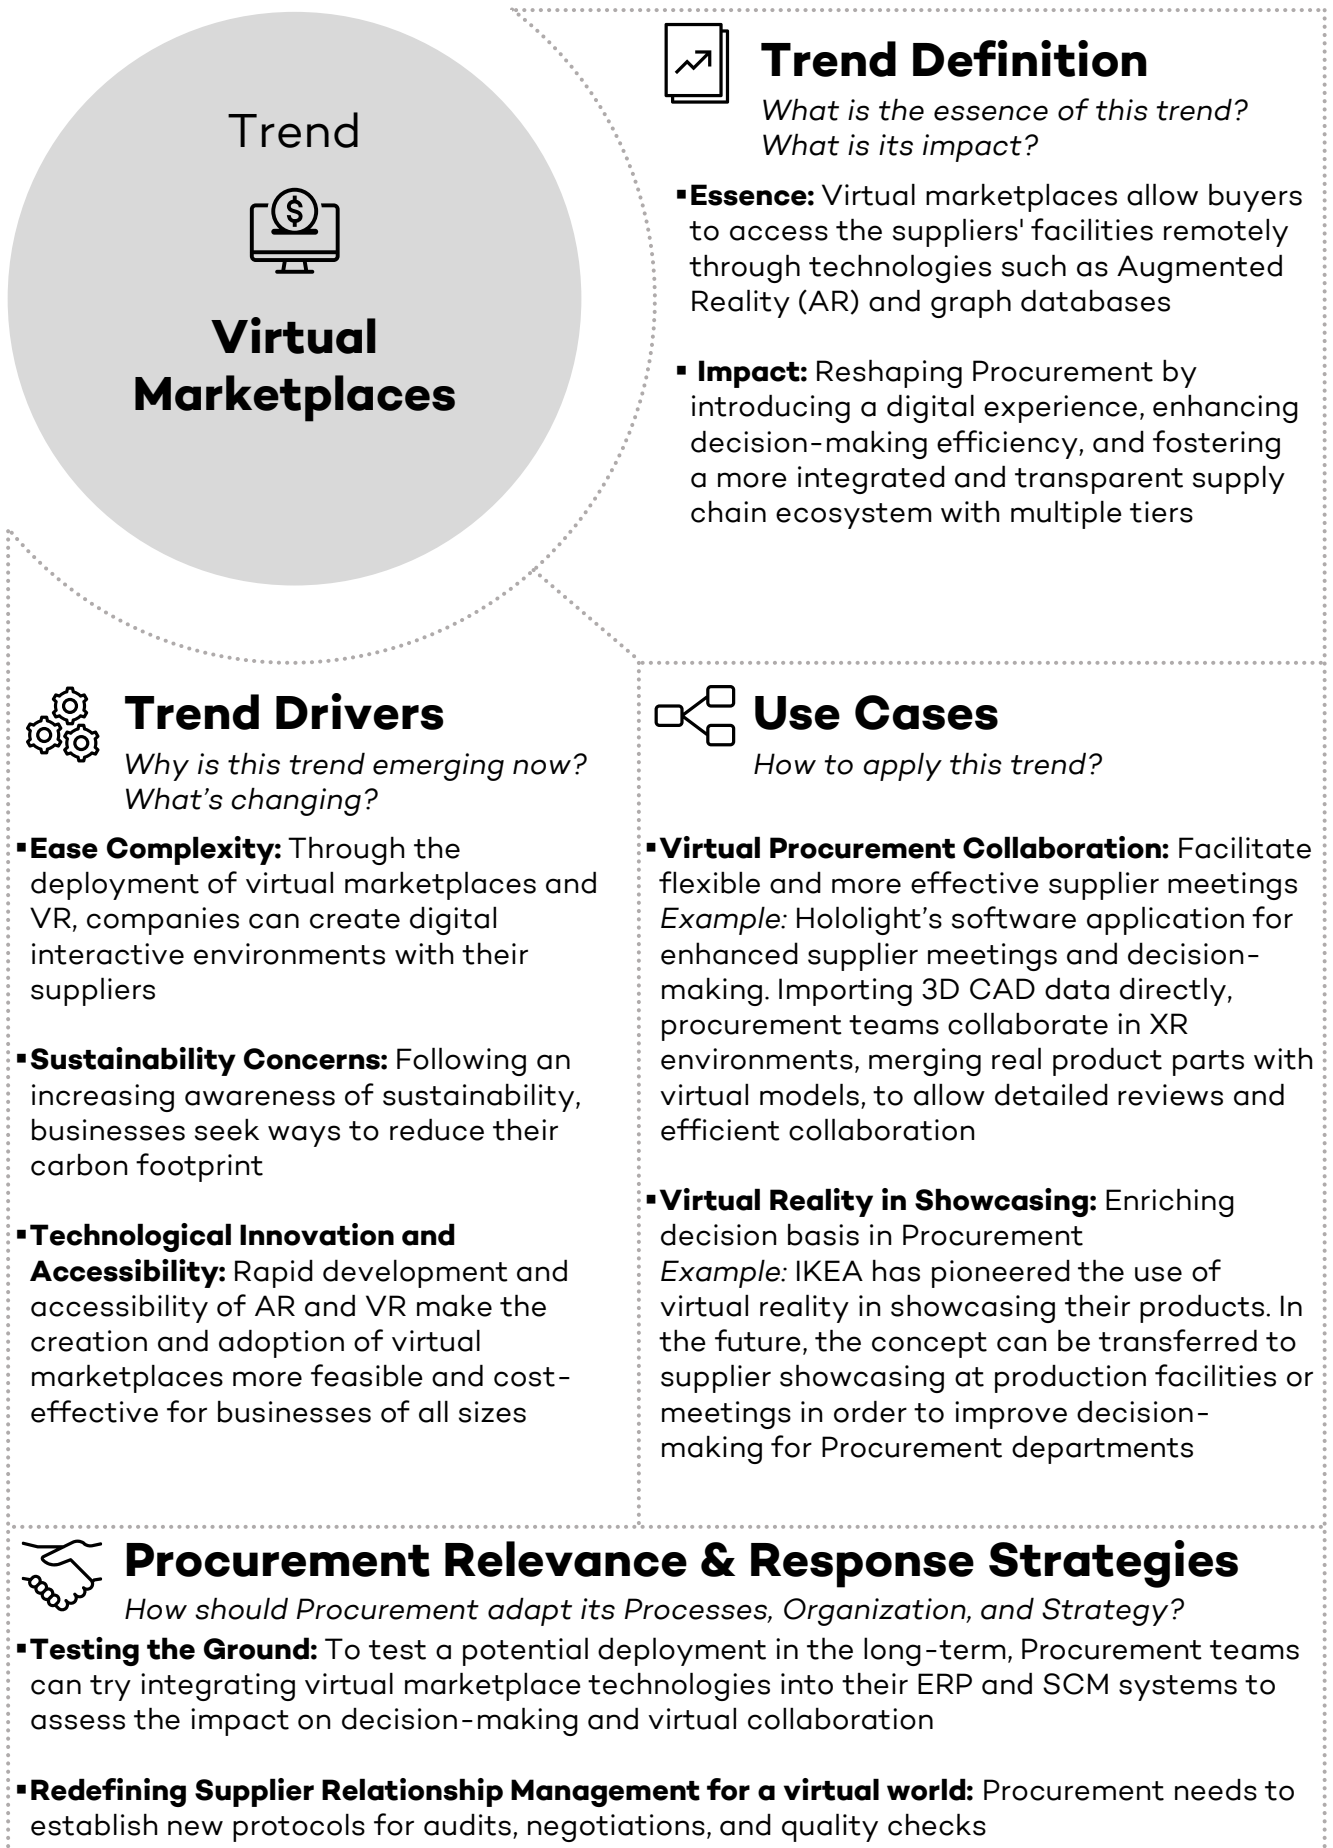 Trend
Virtual
Marketplaces
Trend Definition
What is the essence of this trend?
What is its impact?
▪Essence: Virtual marketplaces allow buyers
to access the suppliers' facilities remotely
through technologies such as Augmented
Reality (AR) and graph databases
▪ Impact: Reshaping Procurement by
introducing a digital experience, enhancing
decision-making efficiency, and fostering
a more integrated and transparent supply
chain ecosystem with multiple tiers
Trend Drivers
Why is this trend emerging now?
What’s changing?
▪Ease Complexity: Through the
deployment of virtual marketplaces and
VR, companies can create digital
interactive environments with their
suppliers
▪Sustainability Concerns: Following an
increasing awareness of sustainability,
businesses seek ways to reduce their
carbon footprint
▪Technological Innovation and
Accessibility: Rapid development and
accessibility of AR and VR make the
creation and adoption of virtual
marketplaces more feasible and cost-
effective for businesses of all sizes
Use Cases
How to apply this trend?
▪Virtual Procurement Collaboration: Facilitate
flexible and more effective supplier meetings
Example: Hololight’s software application for
enhanced supplier meetings and decision-
making. Importing 3D CAD data directly,
procurement teams collaborate in XR
environments, merging real product parts with
virtual models, to allow detailed reviews and
efficient collaboration
▪Virtual Reality in Showcasing: Enriching
decision basis in Procurement
Example: IKEA has pioneered the use of
virtual reality in showcasing their products. In
the future, the concept can be transferred to
supplier showcasing at production facilities or
meetings in order to improve decision-
making for Procurement departments
Procurement Relevance & Response Strategies
How should Procurement adapt its Processes, Organization, and Strategy?
▪Testing the Ground: To test a potential deployment in the long-term, Procurement teams
can try integrating virtual marketplace technologies into their ERP and SCM systems to
assess the impact on decision-making and virtual collaboration
▪Redefining Supplier Relationship Management for a virtual world: Procurement needs to
establish new protocols for audits, negotiations, and quality checks